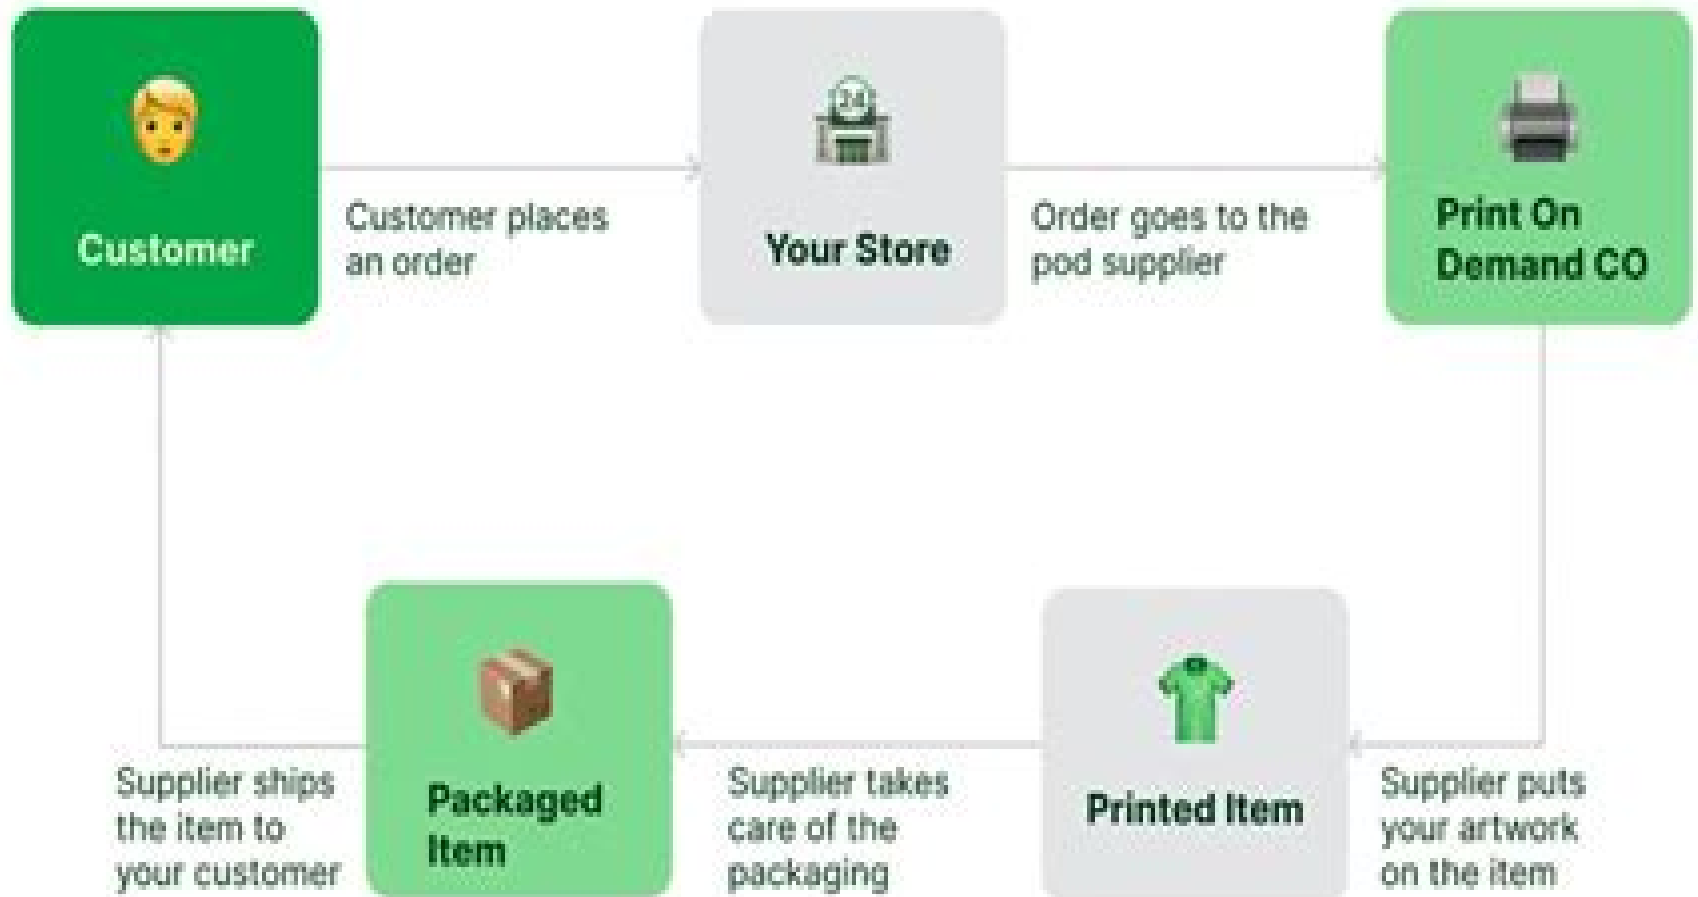 24
Customer
Customer places
an order
Your Store
Order goes to the
pod supplier
Print On
Demand CO
Supplier ships
the item to
your customer
Packaged
Item
Supplier takes
care of the
packaging
Printed Item
Supplier puts
your artwork
on the item